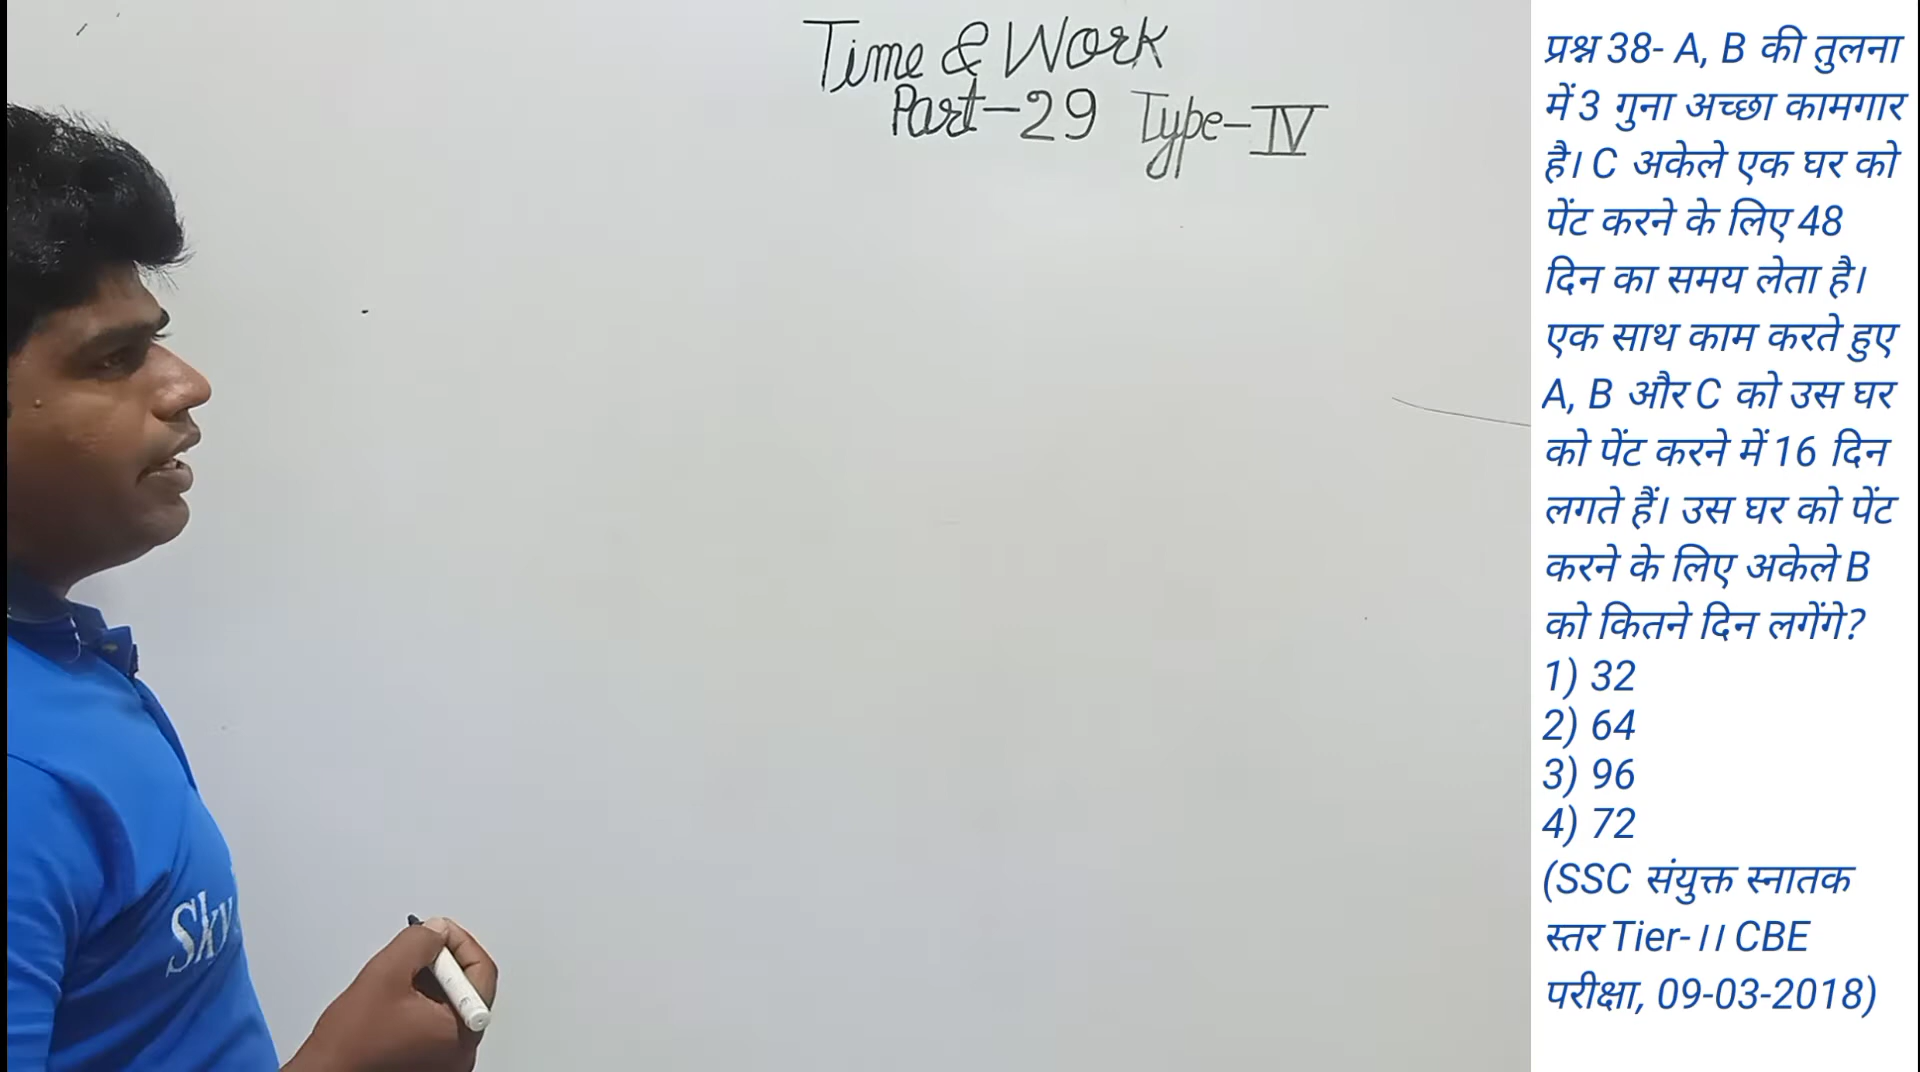 Time & Work
Part-29 Type-IV
प्रश्न 38- A, B की तुलना
में 3 गुना अच्छा कामगार
है। C अकेले एक घर को
पेंट करने के लिए 48
दिन का समय लेता है।
एक साथ काम करते हुए
A, B और C को उस घर
को पेंट करने में 16 दिन
लगते हैं। उस घर को पेंट
करने के लिए अकेले B
को कितने दिन लगेंगे?
1) 32
2) 64
3) 96
4) 72
(SSC संयुक्त स्नातक
स्तर Tier-।। CBE
परीक्षा, 09-03-2018)
Sky